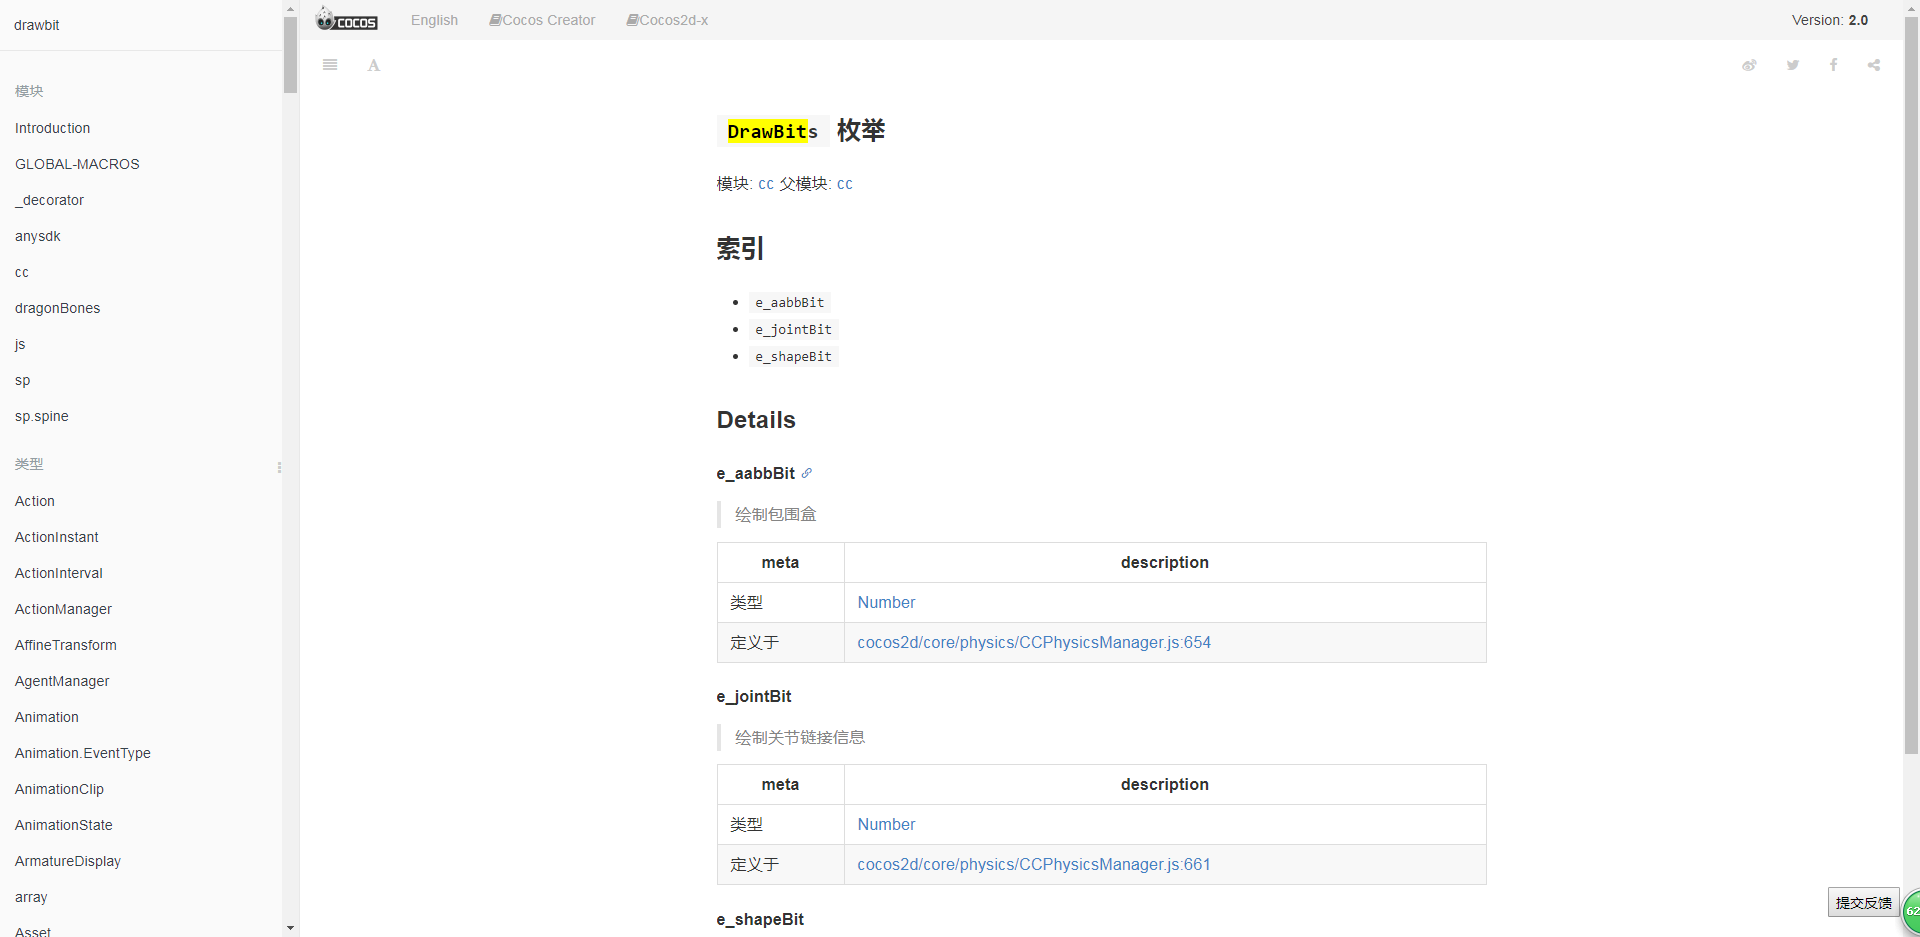 drawbit
模块
Introduction
GLOBAL-MACROS
_decorator
anysdk
cc
dragonBones
js
sp
sp.spine
类型
Action
ActionInstant
ActionInterval
ActionManager
AffineTransform
AgentManager
Animation
Animation.EventType
AnimationClip
AnimationState
ArmatureDisplay
array
Asset
COCOS English Cocos Creator Cocos2d-x Version: 2.0
A
DrawBits 枚举
模块: cc 父模块: cc
索引
e_aabbBit
e_jointBit
e_shapeBit
Details
e_aabbBit
绘制包围盒
meta description
类型 Number
定义于 cocos2d/core/physics/CCPhysicsManager.js:654
e_jointBit
绘制关节链接信息
meta description
类型 Number
定义于 cocos2d/core/physics/CCPhysicsManager.js:661
e_shapeBit
提交反馈
62